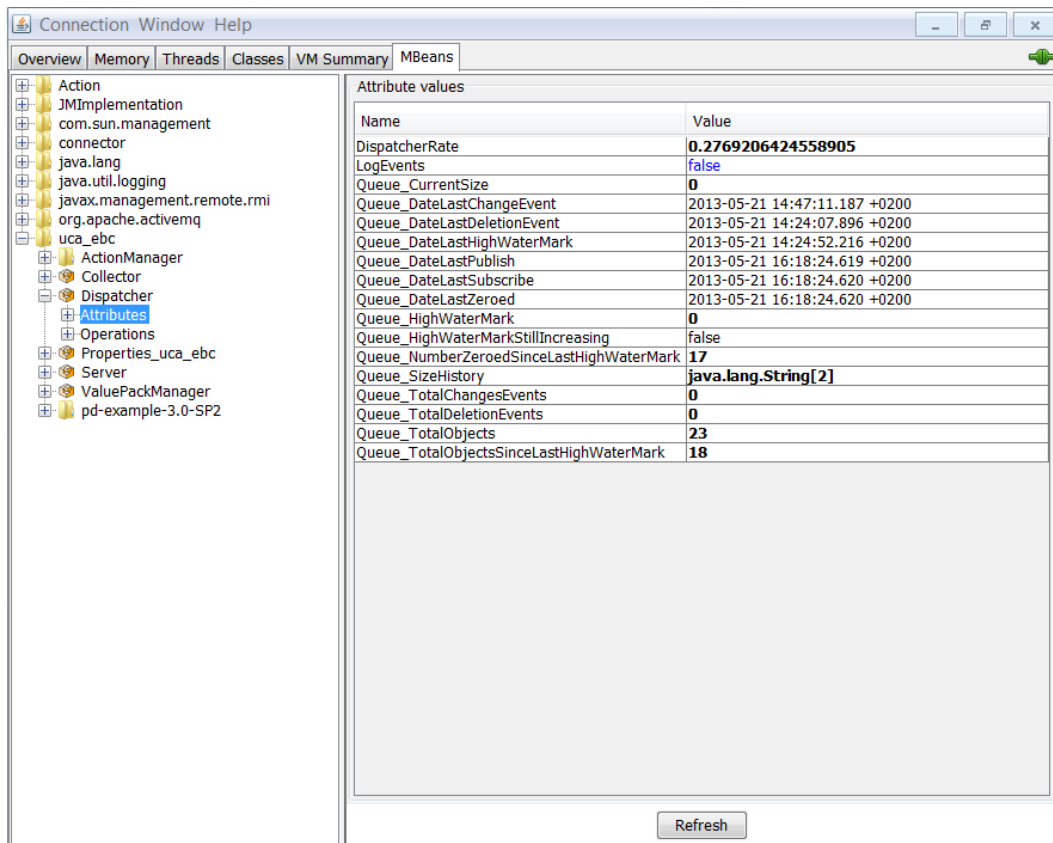 Connection Window Help
Overview Memory Threads Classes VM Summary MBeans
Action
JMImplementation
com.sun.management
connector
java.lang
java.util.logging
javax.management.remote.rmi
org.apache.activemq
uca_ebc
ActionManager
Collector
Dispatcher
Attributes
Operations
Properties_uca_ebc
Server
ValuePackManager
pd-example-3.0-SP2
Attribute values
Name Value
DispatcherRate 0.2769206424558905
LogEvents false
Queue_CurrentSize 0
Queue_DateLastChangeEvent 2013-05-21 14:47:11.187 +0200
Queue_DateLastDeletionEvent 2013-05-21 14:24:07.896 +0200
Queue_DateLastHighWaterMark 2013-05-21 14:24:52.216 +0200
Queue_DateLastPublish 2013-05-21 16:18:24.619 +0200
Queue_DateLastSubscribe 2013-05-21 16:18:24.620 +0200
Queue_DateLastZeroed 2013-05-21 16:18:24.620 +0200
Queue_HighWaterMark 0
Queue_HighWaterMarkStillIncreasing false
Queue_NumberZeroedSinceLastHighWaterMark 17
Queue_SizeHistory java.lang.String[2]
Queue_TotalChangesEvents 0
Queue_TotalDeletionEvents 0
Queue_TotalObjects 23
Queue_TotalObjectsSinceLastHighWaterMark 18
Refresh